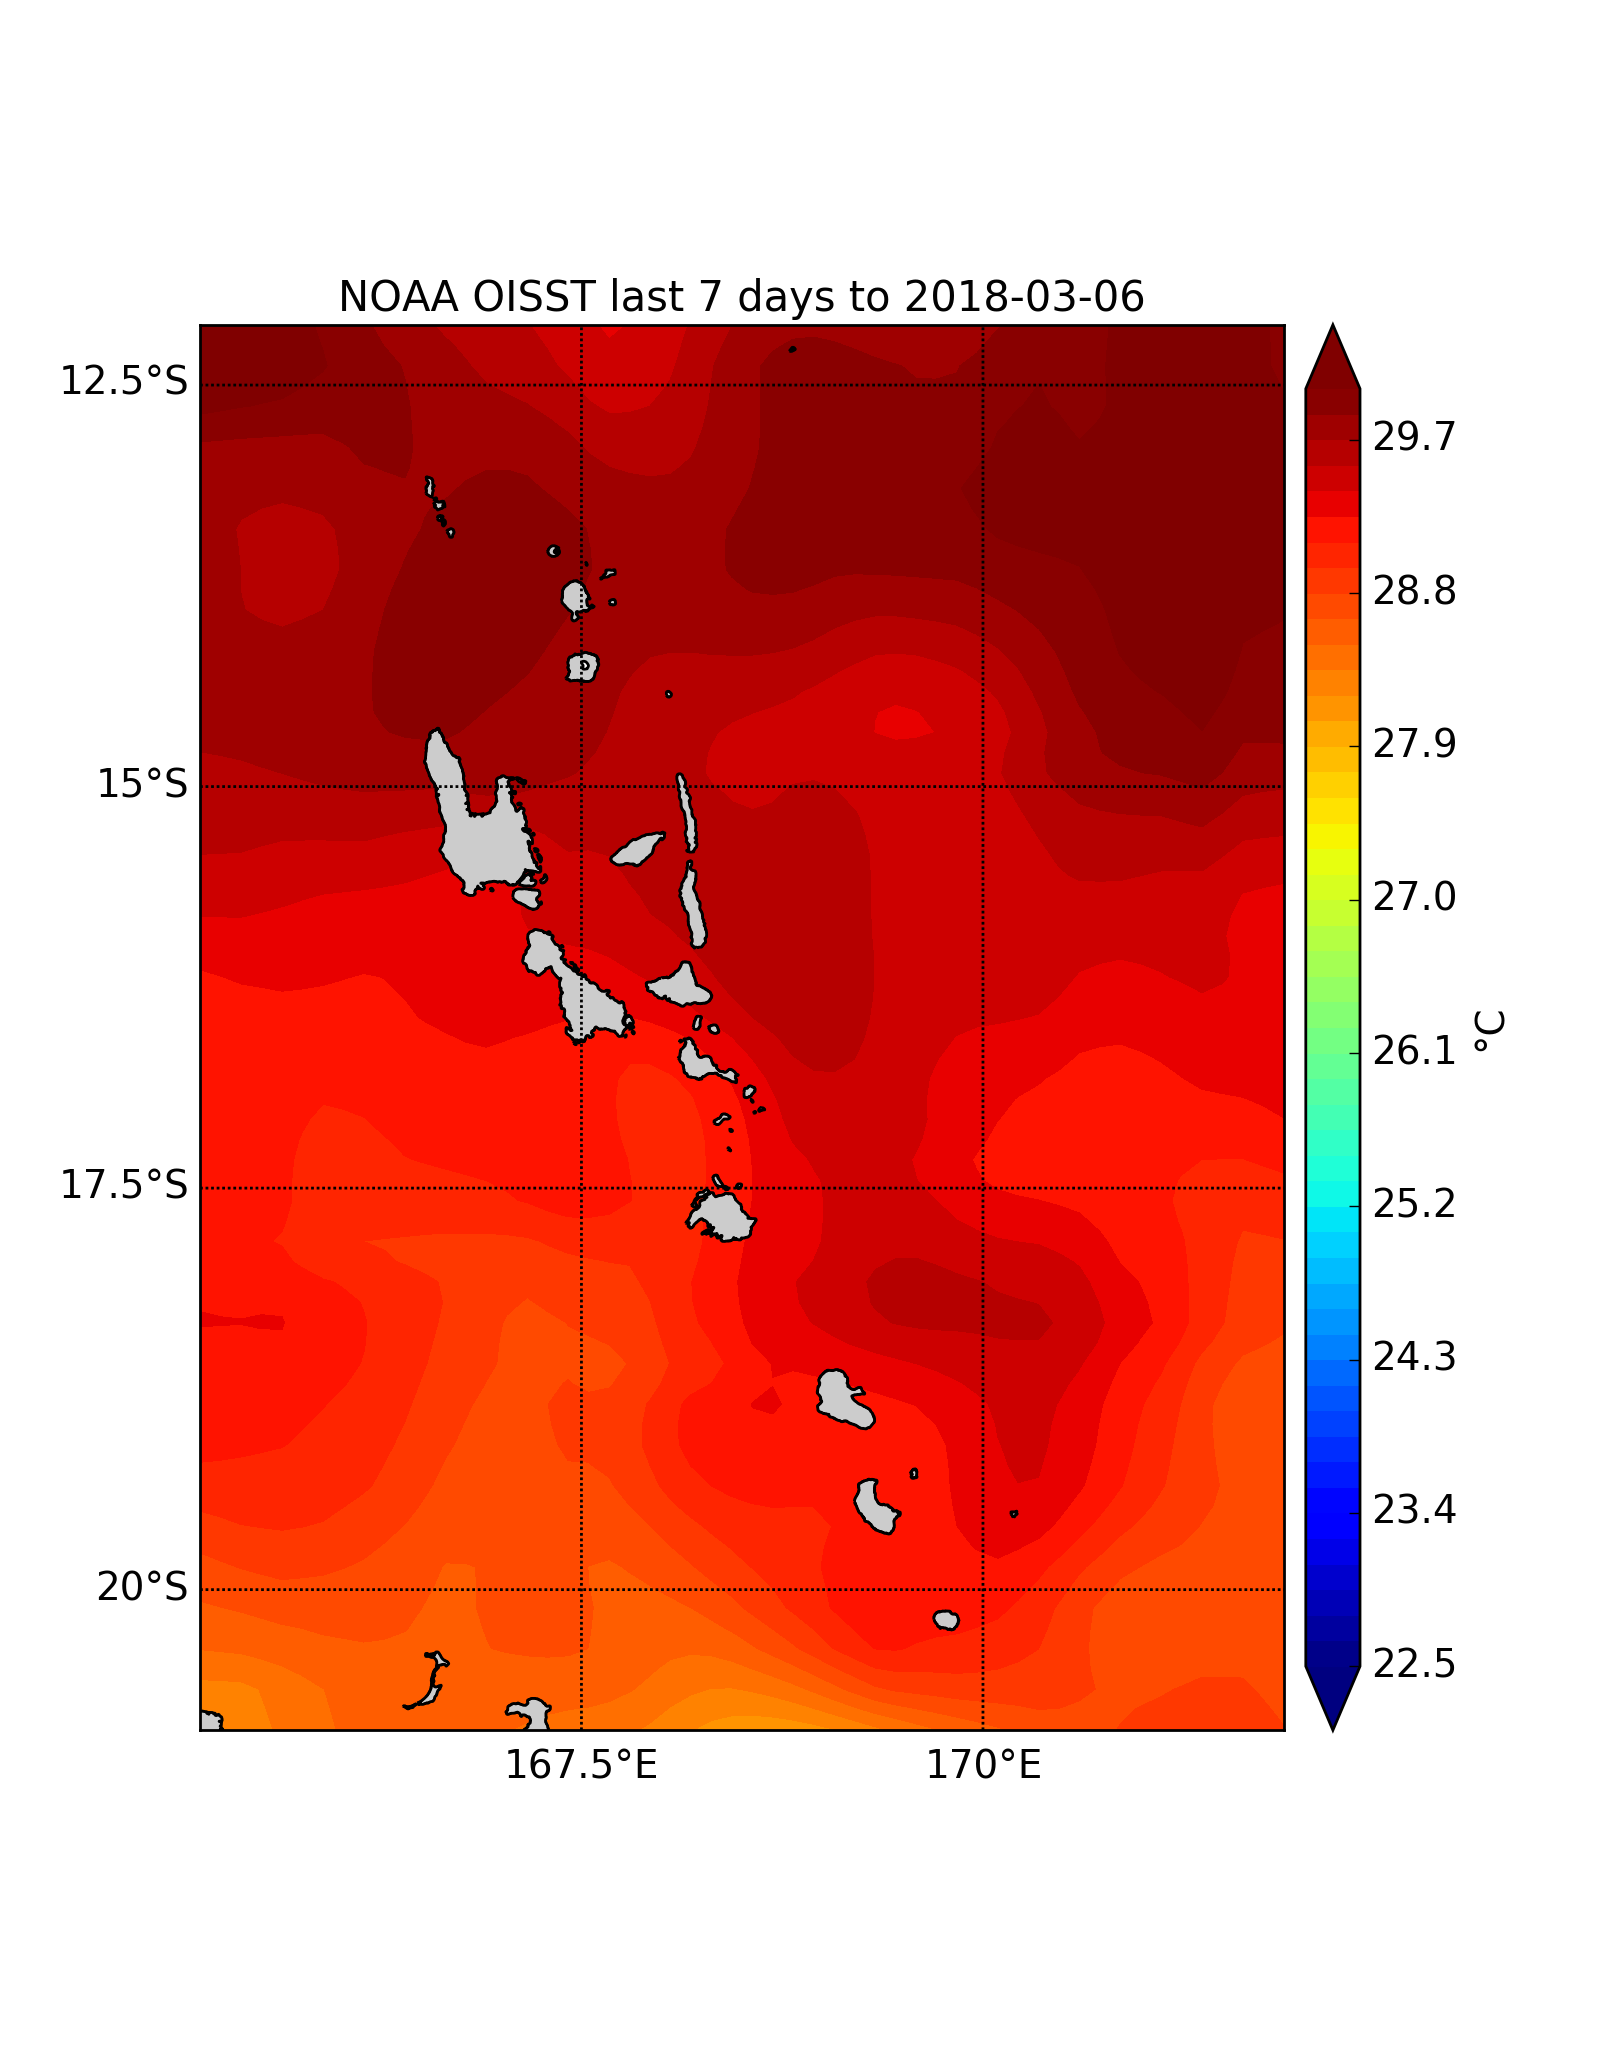 NOAA OISST last 7 days to 2018-03-06
12.5°S
15°S
17.5°S
20°S
167.5°E
170°E
29.7
28.8
27.9
27.0
26.1
25.2
24.3
23.4
22.5
°C